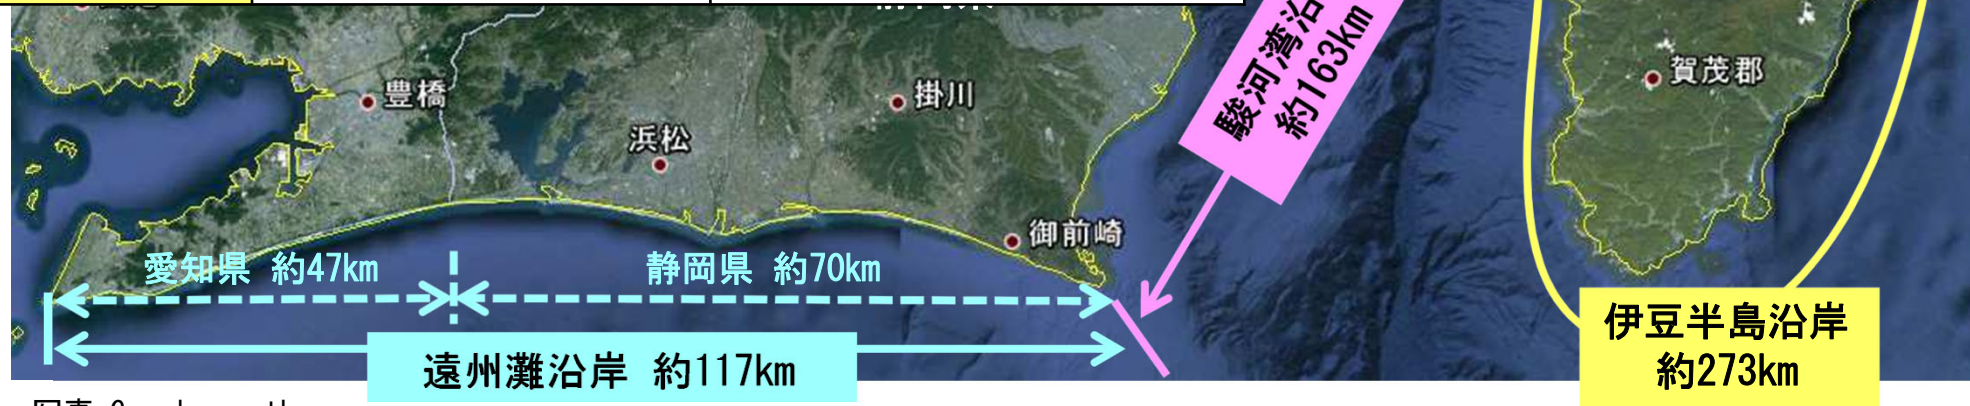 豊橋
浜松
掛川
御前崎
賀茂郡
駿河湾沿
約163km
愛知県 約47km
静岡県 約70km
遠州灘沿岸 約117km
伊豆半島沿岸
約273km